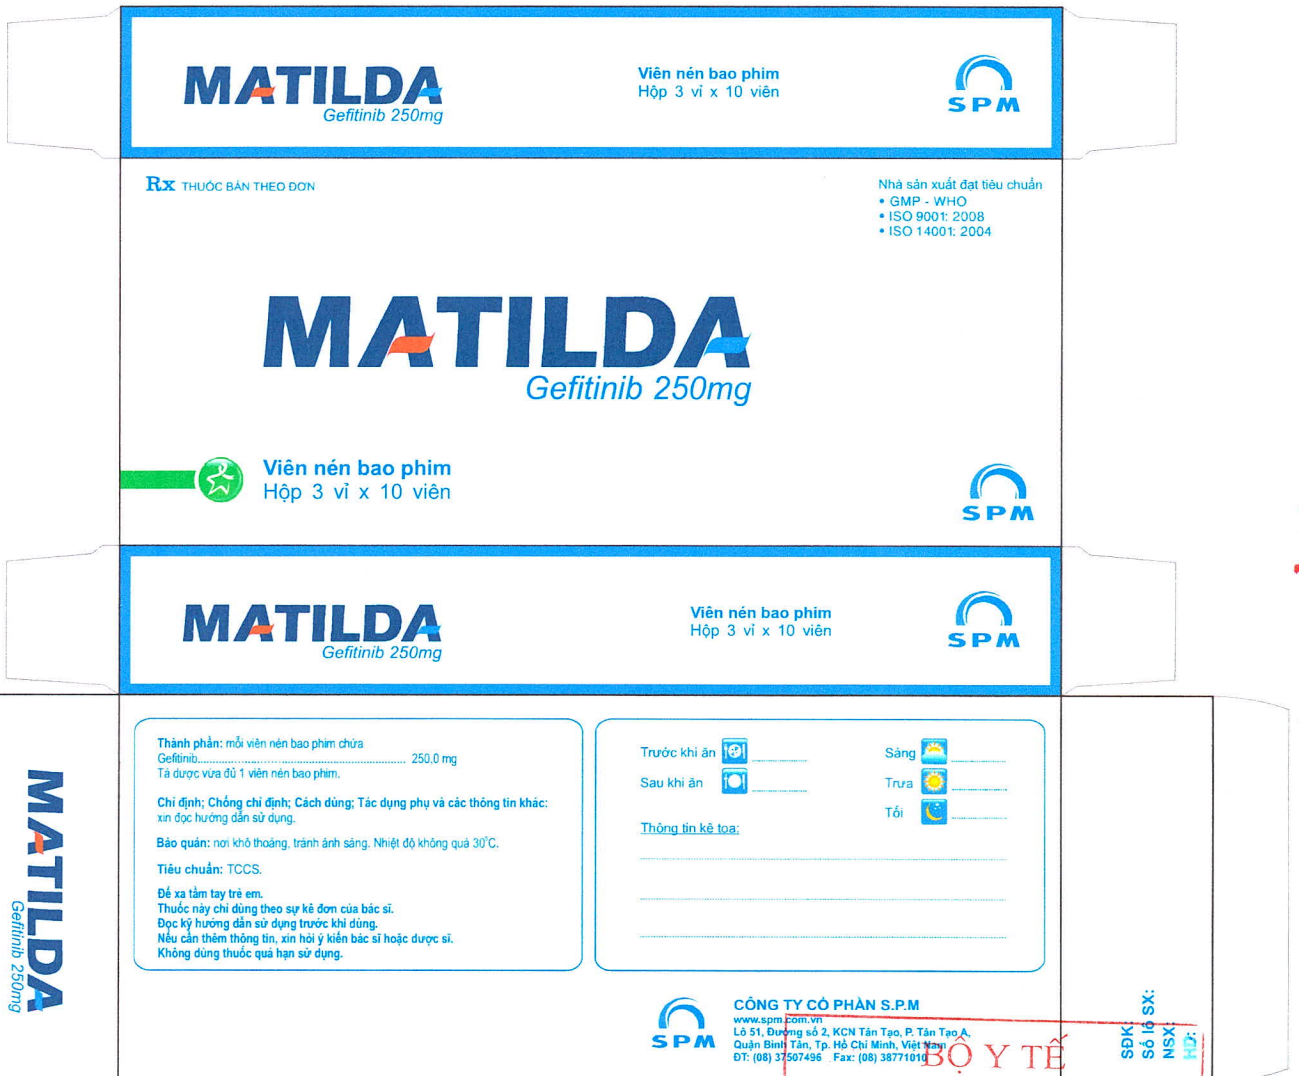 MATILDA
Gefitinib 250mg
Viên nén bao phim
Hộp 3 vỉ x 10 viên
SPM
Rx THUỐC BÁN THEO ĐƠN
Nhà sản xuất đạt tiêu chuẩn
• GMP - WHO
• ISO 9001: 2008
• ISO 14001: 2004
MATILDA
Gefitinib 250mg
Viên nén bao phim
Hộp 3 vỉ x 10 viên
SPM
MATILDA
Gefitinib 250mg
Viên nén bao phim
Hộp 3 vỉ x 10 viên
SPM
MATILDA
Gefitinib 250mg
Thành phần: mỗi viên nén bao phim chứa
Gefitinib........................................................................ 250.0 mg
Tá dược vừa đủ 1 viên nén bao phim.
Chỉ định; Chống chỉ định; Cách dùng; Tác dụng phụ và các thông tin khác:
xin đọc hướng dẫn sử dụng.
Bảo quản: nơi khô thoáng, tránh ánh sáng. Nhiệt độ không quá 30°C.
Tiêu chuẩn: TCCS.
Để xa tầm tay trẻ em.
Thuốc này chỉ dùng theo sự kê đơn của bác sĩ.
Đọc kỹ hướng dẫn sử dụng trước khi dùng.
Nếu cần thêm thông tin, xin hỏi ý kiến bác sĩ hoặc dược sĩ.
Không dùng thuốc quá hạn sử dụng.
Trước khi ăn
Sau khi ăn
Sáng
Trưa
Tối
Thông tin kê toa:
SPM
CÔNG TY CỔ PHẦN S.P.M
www.spm.com.vn
Lô 51, Đường số 2, KCN Tân Tạo, P. Tân Tạo A,
Quận Bình Tân, Tp. Hồ Chí Minh, Việt Nam
ĐT: (08) 37507496 Fax: (08) 38771010
BỘ Y TẾ
SĐK:
Số lô SX:
NSX:
HD: